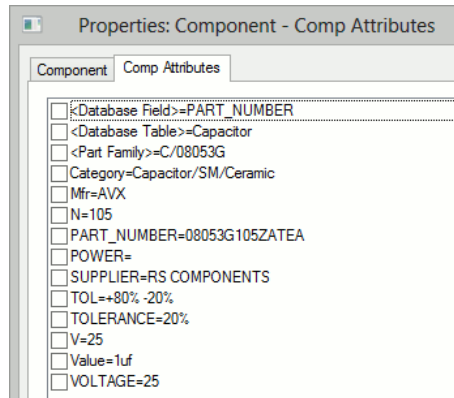 Properties: Component - Comp Attributes
Component Comp Attributes
<Database Field>=PART_NUMBER
<Database Table>=Capacitor
<Part Family>=C/08053G
Category=Capacitor/SM/Ceramic
Mfr=AVX
N=105
PART_NUMBER=08053G105ZATEA
POWER=
SUPPLIER=RS COMPONENTS
TOL=+80% -20%
TOLERANCE=20%
V=25
Value=1uf
VOLTAGE=25